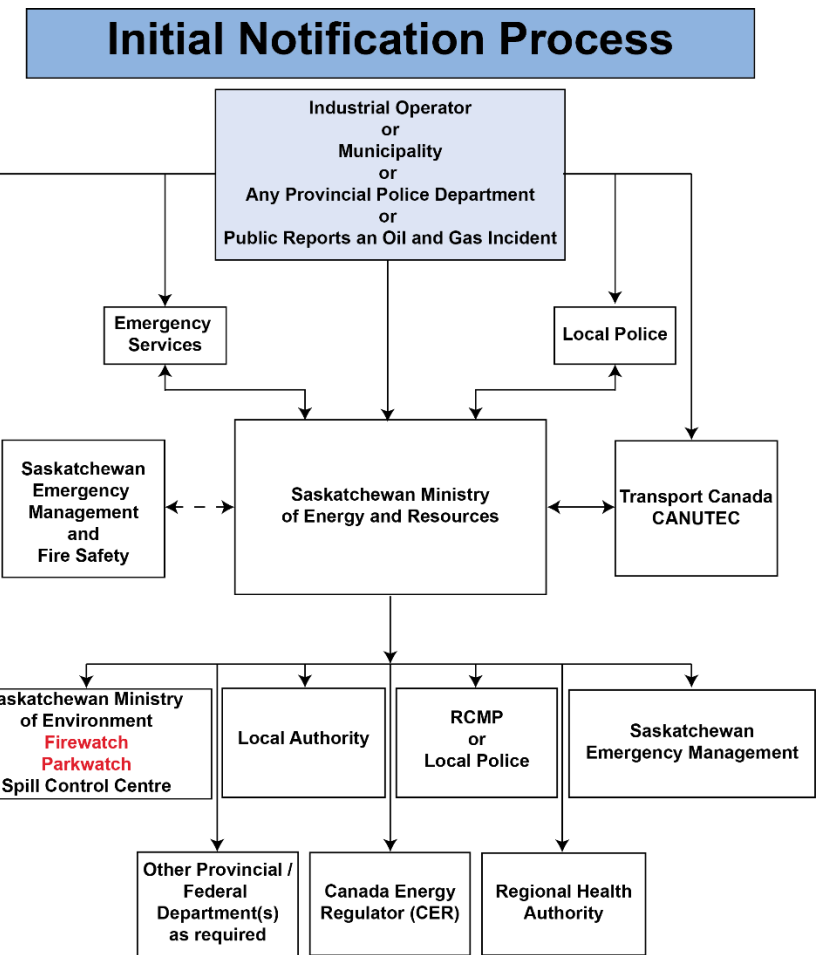 Initial Notification Process
Industrial Operator
or
Municipality
or
Any Provincial Police Department
or
Public Reports an Oil and Gas Incident
Emergency
Services
Local Police
Saskatchewan
Emergency
Management
and
Fire Safety
Saskatchewan Ministry
of Energy and Resources
Transport Canada
CANUTEC
askatchewan Ministry
of Environment
Firewatch
Parkwatch
Spill Control Centre
Local Authority
RCMP
or
Local Police
Saskatchewan
Emergency Management
Other Provincial /
Federal
Department(s)
as required
Canada Energy
Regulator (CER)
Regional Health
Authority